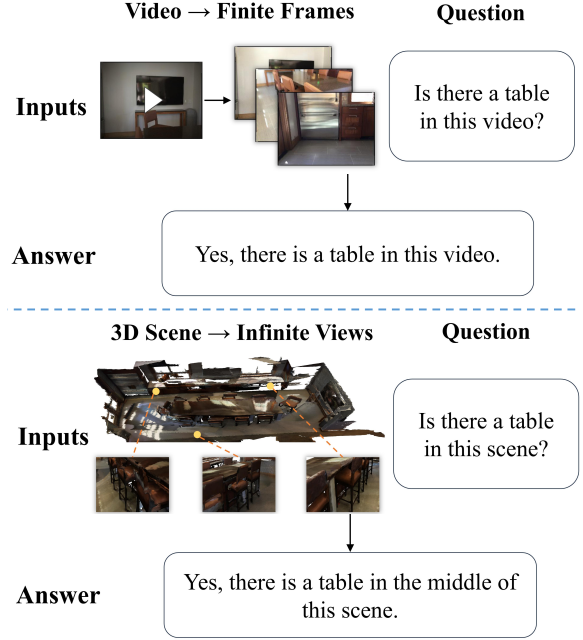 Video → Finite Frames
Question
Inputs
Is there a table
in this video?
Answer
Yes, there is a table in this video.
3D Scene → Infinite Views
Question
Inputs
Is there a table
in this scene?
Answer
Yes, there is a table in the middle of
this scene.